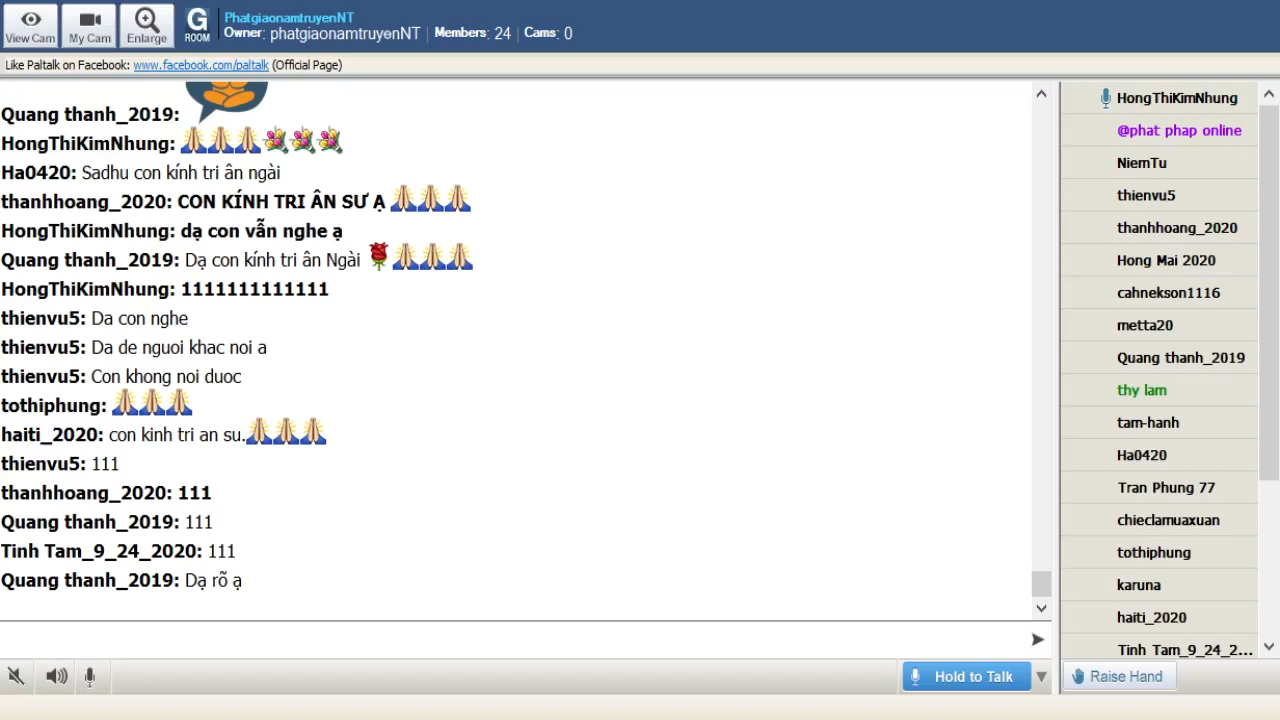 View Cam
My Cam
Enlarge
G
ROOM
PhatgiaonamtruyenNT
Owner: phatgiaonamtruyenNT | Members: 24 | Cams: 0
Like Paltalk on Facebook: www.facebook.com/paltalk (Official Page)
Quang thanh_2019:
HongThiKimNhung:
Ha0420: Sadhu con kính tri ân ngài
thanhhoang_2020: CON KÍNH TRI ÂN SƯ Ạ
HongThiKimNhung: dạ con vẫn nghe ạ
Quang thanh_2019: Dạ con kính tri ân Ngài
HongThiKimNhung: 1111111111111
thienvu5: Da con nghe
thienvu5: Da de nguoi khac noi a
thienvu5: Con khong noi duoc
tothiphung:
haiti_2020: con kinh tri an su.
thienvu5: 111
thanhhoang_2020: 111
Quang thanh_2019: 111
Tinh Tam_9_24_2020: 111
Quang thanh_2019: Dạ rõ ạ
HongThiKimNhung
@phat phap online
NiemTu
thienvu5
thanhhoang_2020
Hong Mai 2020
cahnekson1116
metta20
Quang thanh_2019
thy lam
tam-hanh
Ha0420
Tran Phung 77
chieclamuaxuan
tothiphung
karuna
haiti_2020
Tinh Tam_9_24_2...
Hold to Talk
Raise Hand